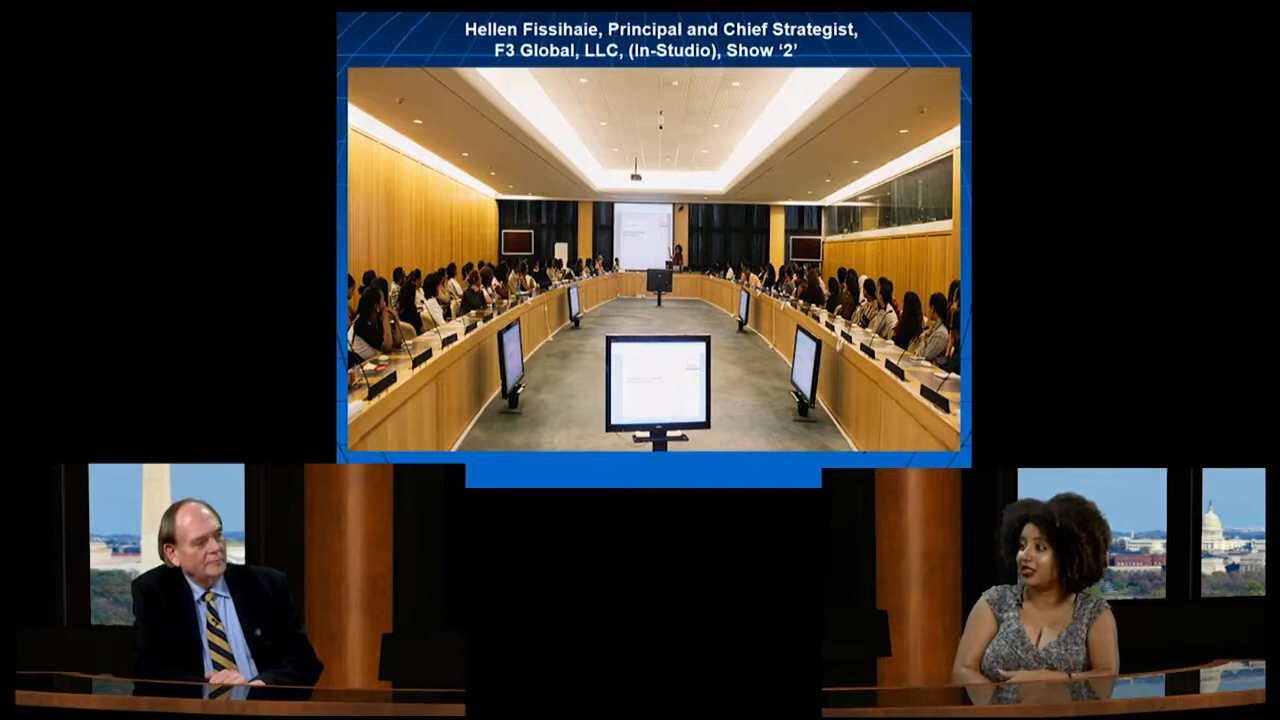 Hellen Fissihaie, Principal and Chief Strategist,
F3 Global, LLC, (In-Studio), Show ‘2’